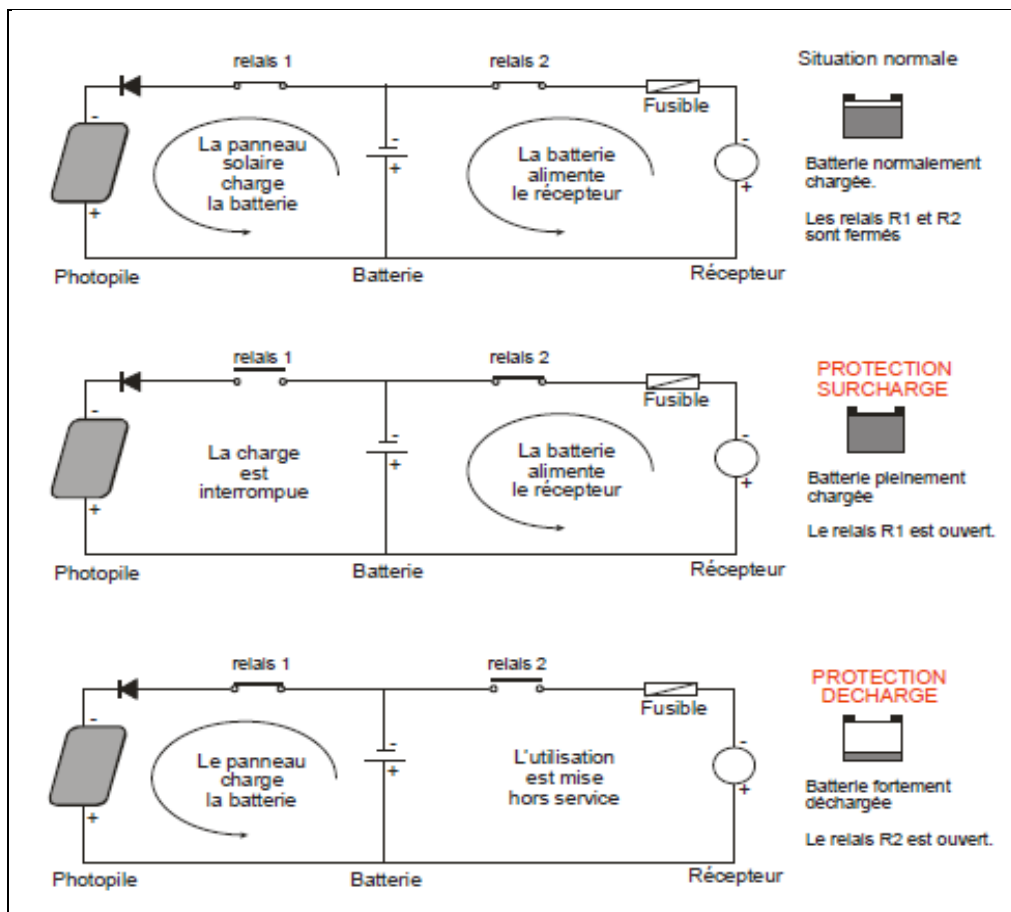 relais 1
relais 2
Situation normale
-
Fusible
-
La panneau
solaire
charge
la batterie
-
+
La batterie
alimente
le récepteur
+
Batterie normalement
chargée.
Les relais R1 et R2
sont fermés
+
Photopile
Batterie
Récepteur
relais 1
relais 2
PROTECTION
SURCHARGE
-
Fusible
-
La charge
est
interrompue
-
+
La batterie
alimente
le récepteur
+
Batterie pleinement
chargée
Le relais R1 est ouvert.
+
Photopile
Batterie
Récepteur
relais 1
relais 2
PROTECTION
DECHARGE
-
Fusible
-
Le panneau
charge
la batterie
-
+
L'utilisation
est mise
hors service
+
Batterie fortement
déchargée
Le relais R2 est ouvert.
+
Photopile
Batterie
Récepteur